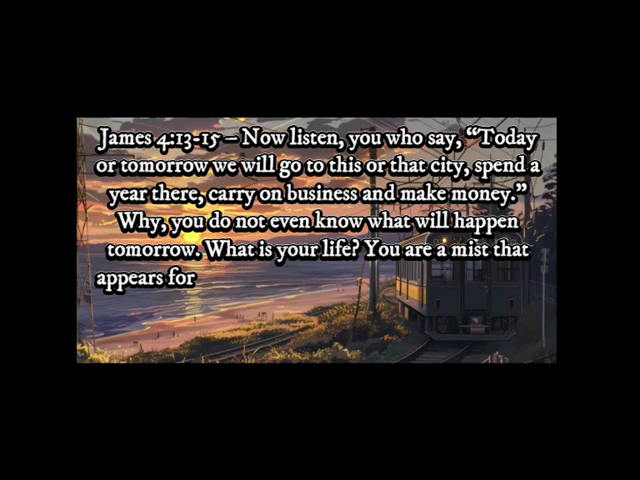 James 4:13-15 – Now listen, you who say, “Today
or tomorrow we will go to this or that city, spend a
year there, carry on business and make money.”
Why, you do not even know what will happen
tomorrow. What is your life? You are a mist that
appears for